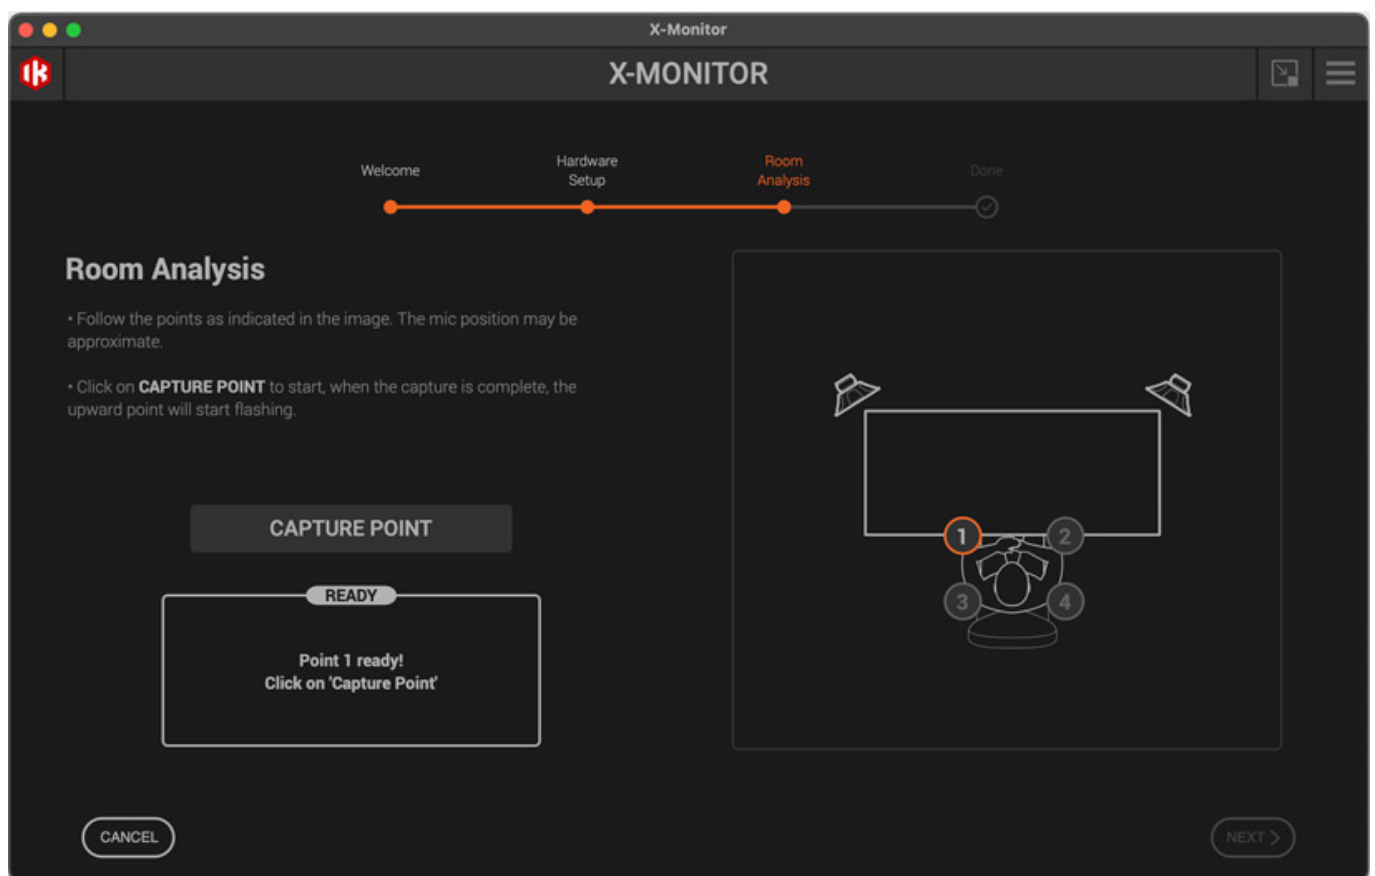 X-Monitor
IK
X-MONITOR
Welcome
Hardware
Setup
Room
Analysis
Done
Room Analysis
• Follow the points as indicated in the image. The mic position may be
approximate.
• Click on CAPTURE POINT to start, when the capture is complete, the
upward point will start flashing.
CAPTURE POINT
READY
Point 1 ready!
Click on 'Capture Point'
1
2
3
4
CANCEL
NEXT >